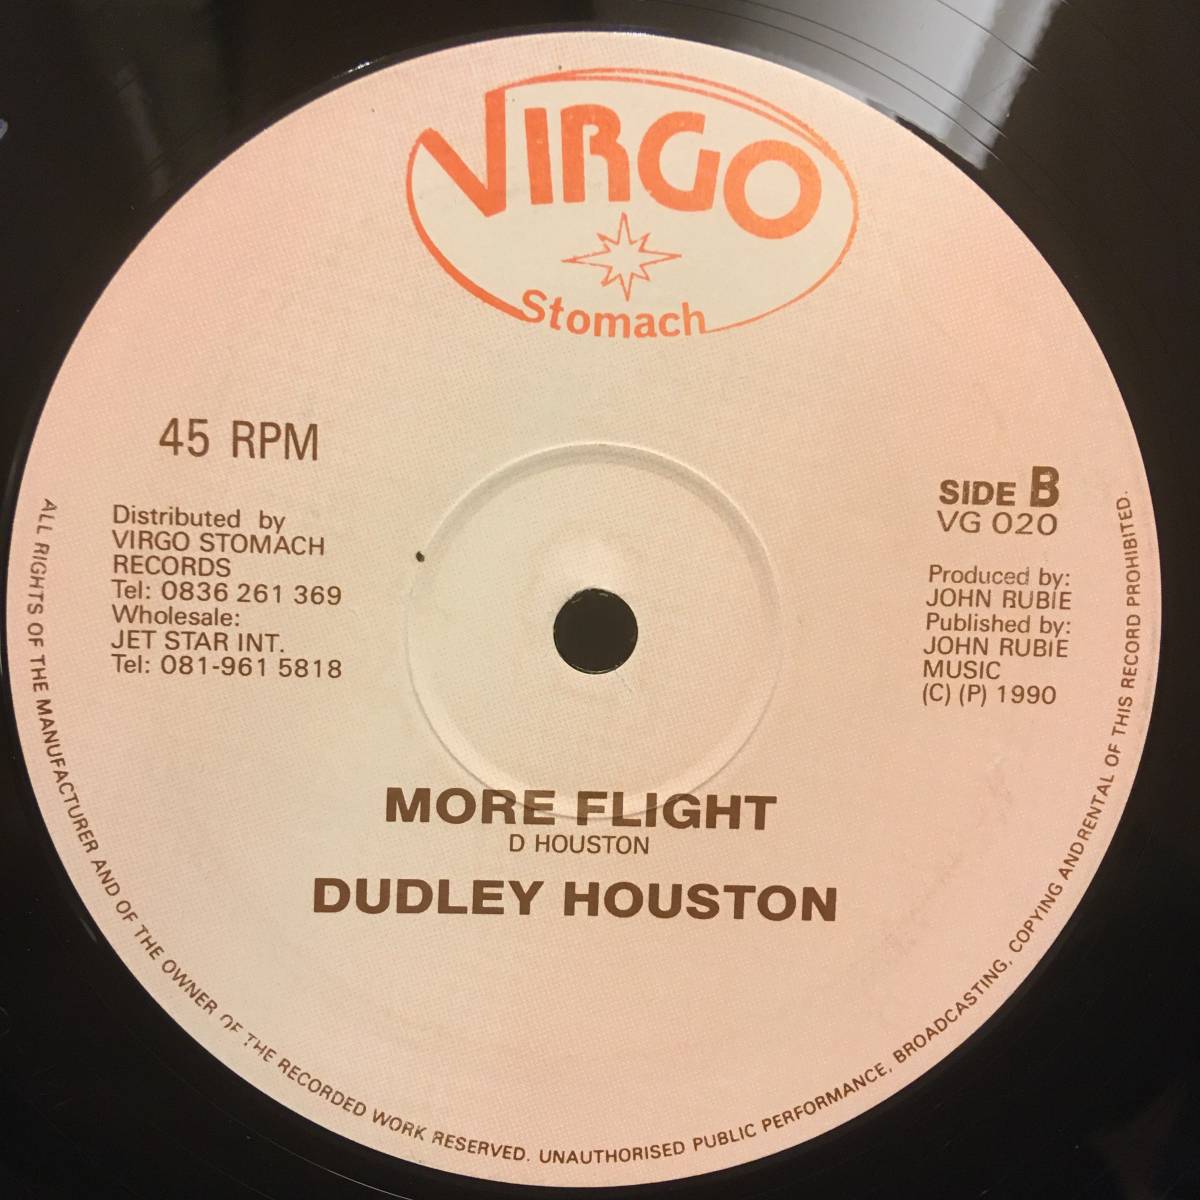 VIRGO
Stomach
45 RPM
Distributed by
VIRGO STOMACH
RECORDS
Tel: 0836 261 369
Wholesale:
JET STAR INT.
Tel: 081-961 5818
SIDE B
VG 020
Produced by:
JOHN RUBIE
Published by:
JOHN RUBIE
MUSIC
(C) (P) 1990
MORE FLIGHT
D HOUSTON
DUDLEY HOUSTON
ALL RIGHTS OF THE MANUFACTURER AND OF THE OWNER OF THE RECORDED WORK RESERVED. UNAUTHORISED PUBLIC PERFORMANCE, BROADCASTING, COPYING ANDRENTAL OF THIS RECORD PROHIBITED.